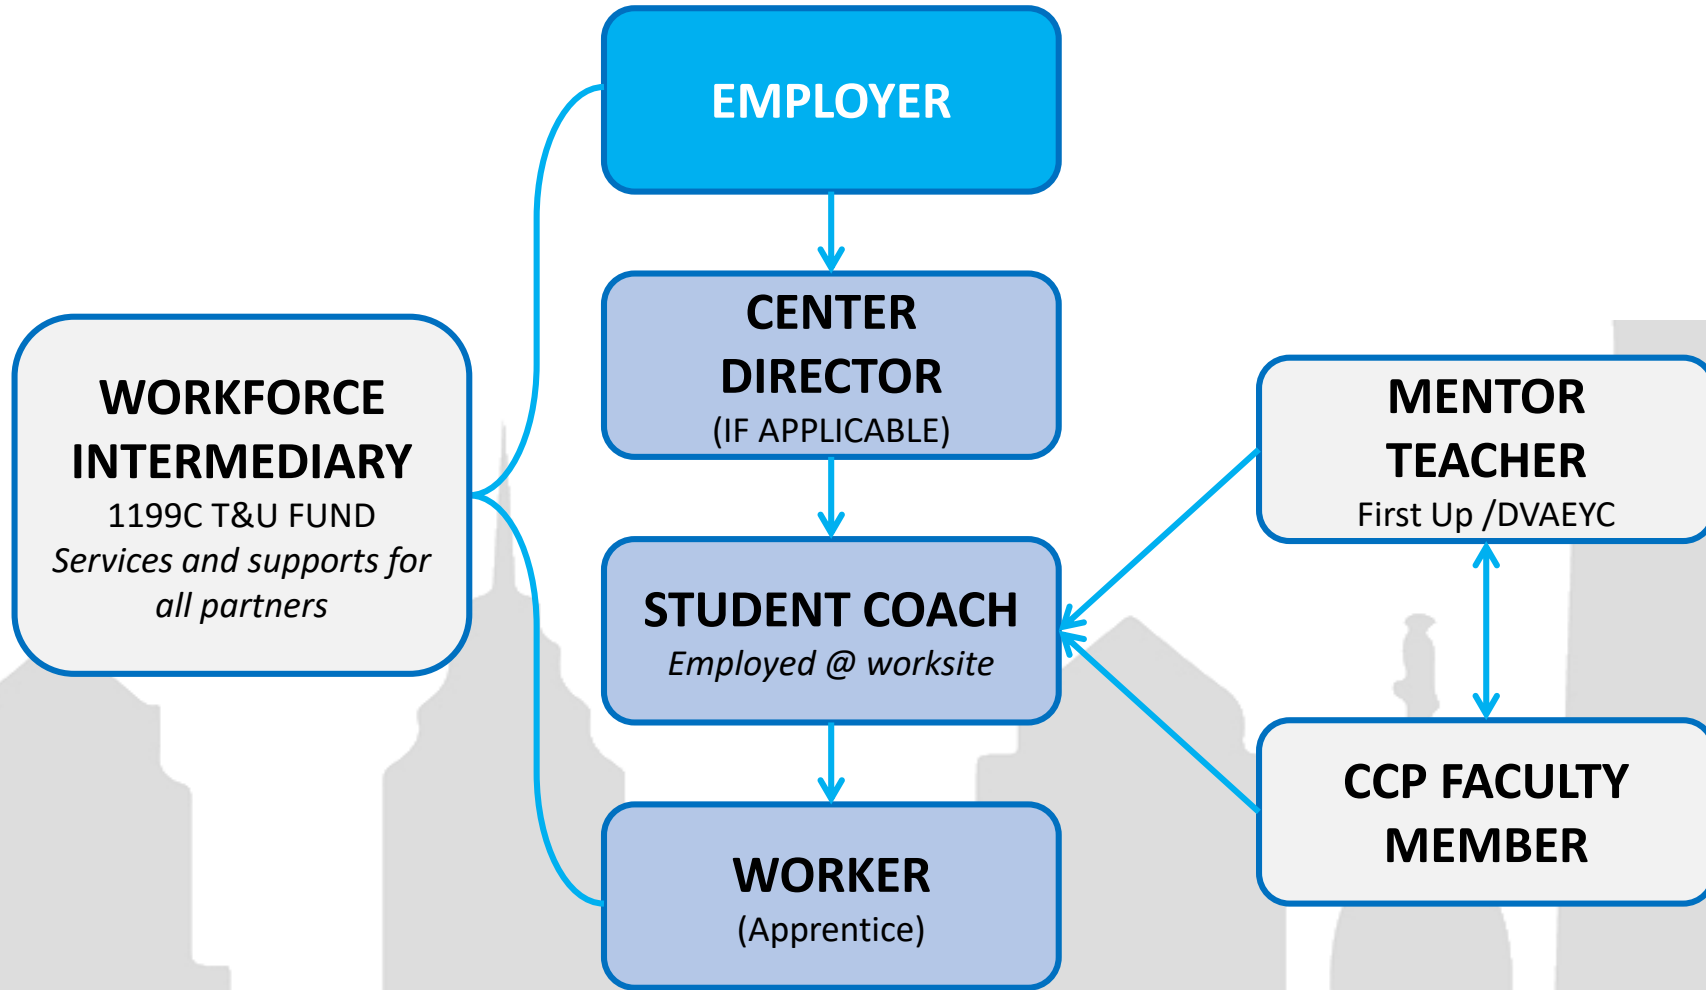 EMPLOYER
CENTER
DIRECTOR
(IF APPLICABLE)
WORKFORCE
INTERMEDIARY
1199C T&U FUND
Services and supports for
all partners
STUDENT COACH
Employed @ worksite
WORKER
(Apprentice)
MENTOR
TEACHER
First Up /DVAEYC
CCP FACULTY
MEMBER